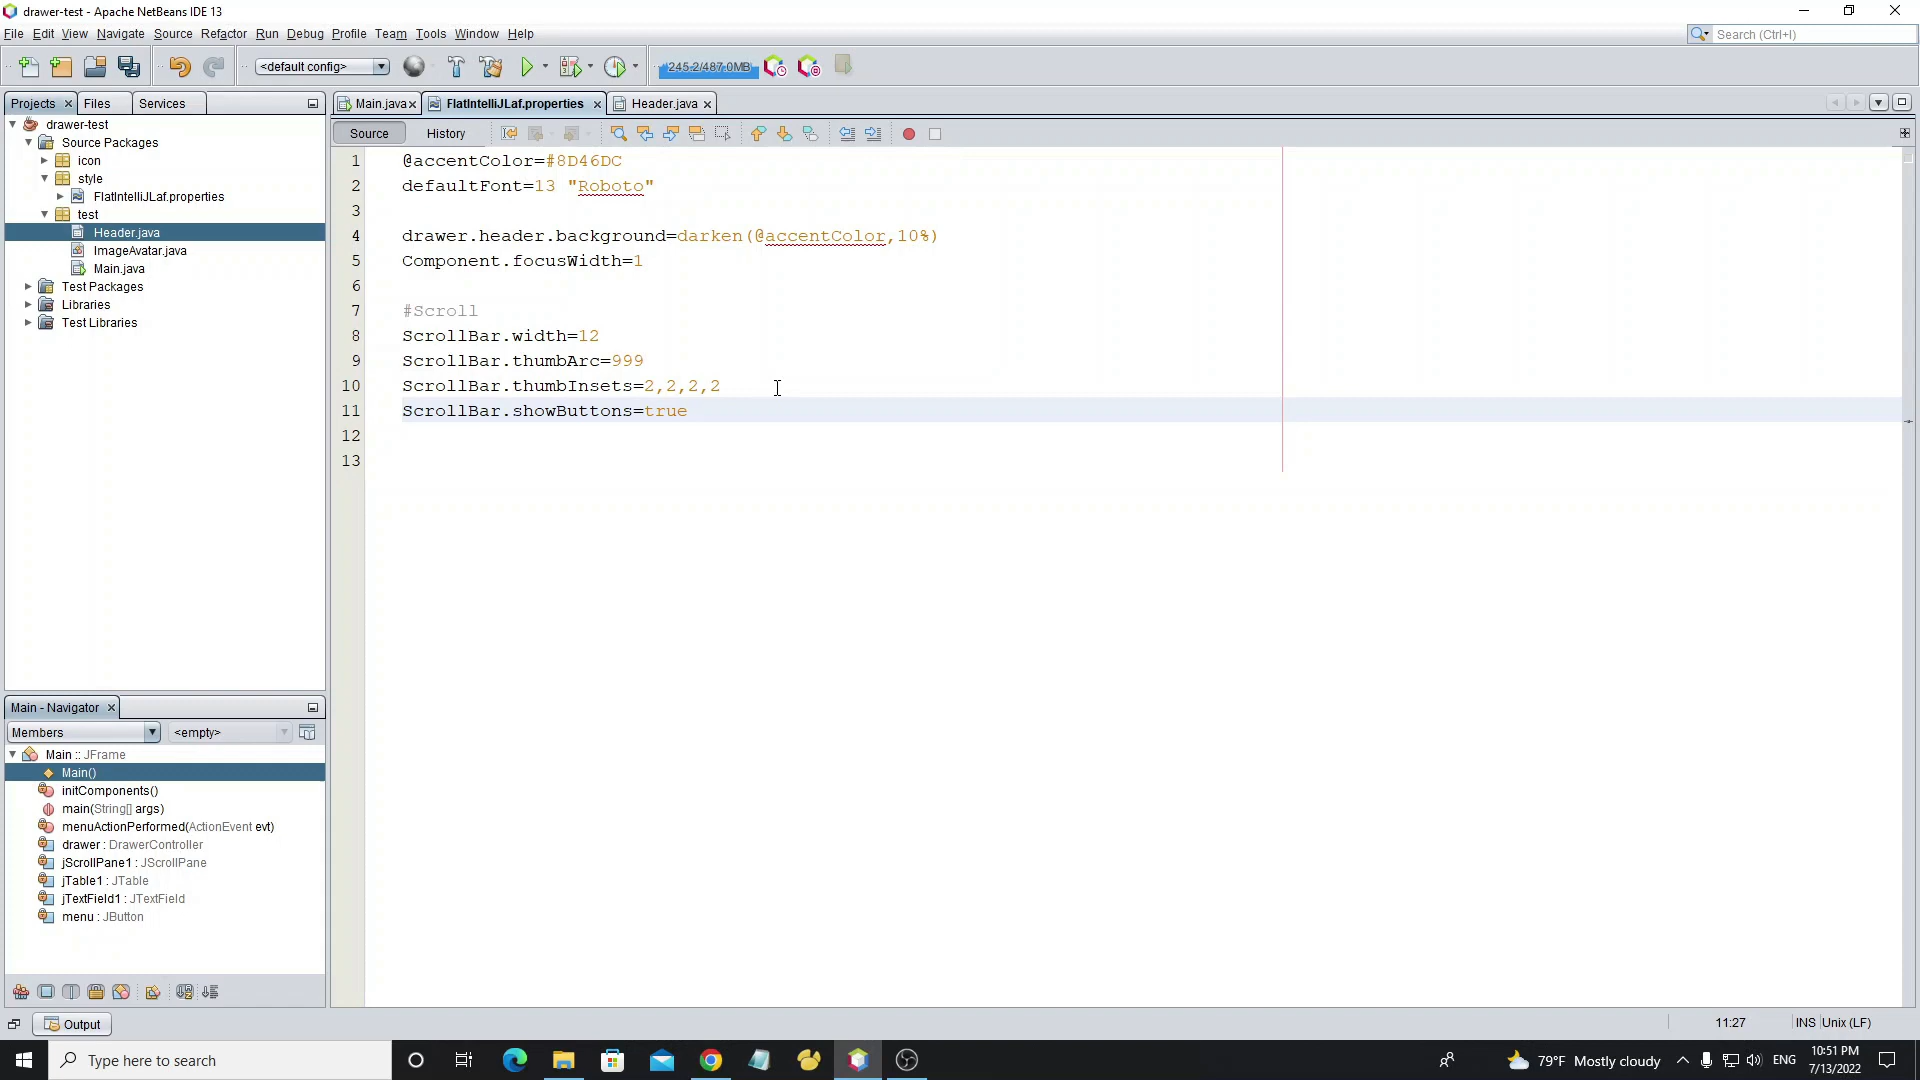 drawer-test - Apache NetBeans IDE 13
File Edit View Navigate Source Refactor Run Debug Profile Team Tools Window Help
Search (Ctrl+I)
<default config>
245.2/487.0MB
Projects Files Services
Main.java FlatIntelliJLaf.properties Header.java
Source History
drawer-test
Source Packages
icon
style
FlatIntelliJLaf.properties
test
Header.java
ImageAvatar.java
Main.java
Test Packages
Libraries
Test Libraries
1 @accentColor=#8D46DC
2 defaultFont=13 "Roboto"
3
4 drawer.header.background=darken(@accentColor,10%)
5 Component.focusWidth=1
6
7 #Scroll
8 ScrollBar.width=12
9 ScrollBar.thumbArc=999
10 ScrollBar.thumbInsets=2,2,2,2
11 ScrollBar.showButtons=true
12
13
Main - Navigator
Members <empty>
Main :: JFrame
Main()
initComponents()
main(String[] args)
menuActionPerformed(ActionEvent evt)
drawer : DrawerController
jScrollPane1 : JScrollPane
jTable1 : JTable
jTextField1 : JTextField
menu : JButton
Output
11:27 INS Unix (LF)
Type here to search
79°F Mostly cloudy
ENG
10:51 PM
7/13/2022